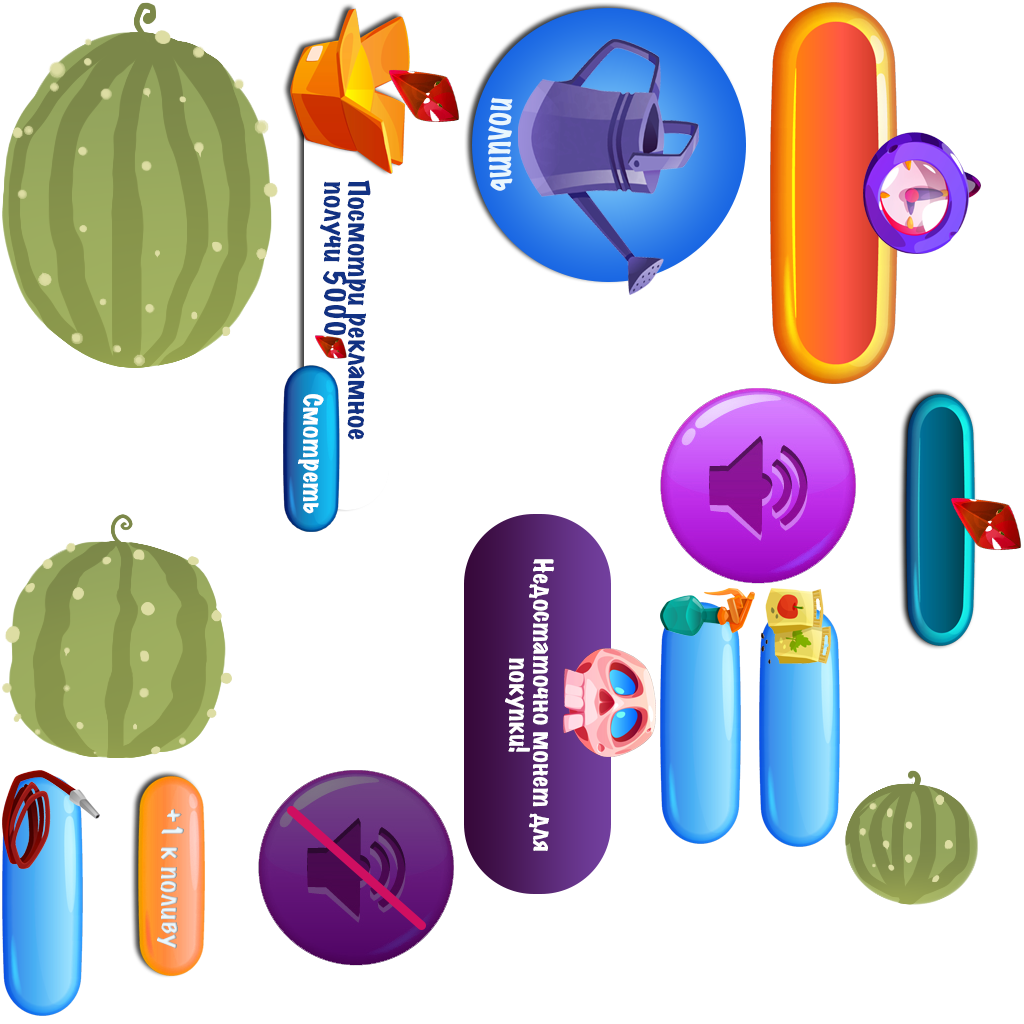 Посмотри рекламное
получи 5000
Смотреть
полить
Недостаточно монет для
покупки!
+1 к поливу